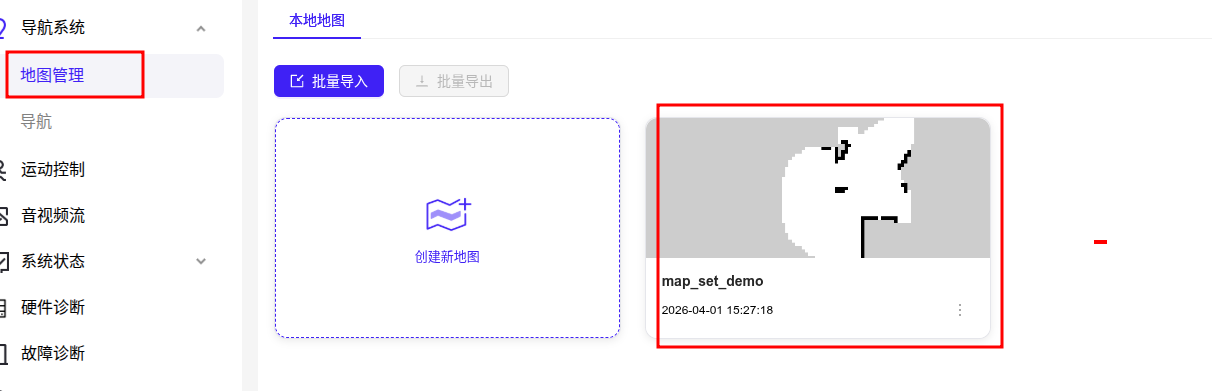 导航系统
地图管理
导航
运动控制
音视频流
系统状态
硬件诊断
故障诊断
本地地图
批量导入
批量导出
创建新地图
map_set_demo
2026-04-01 15:27:18